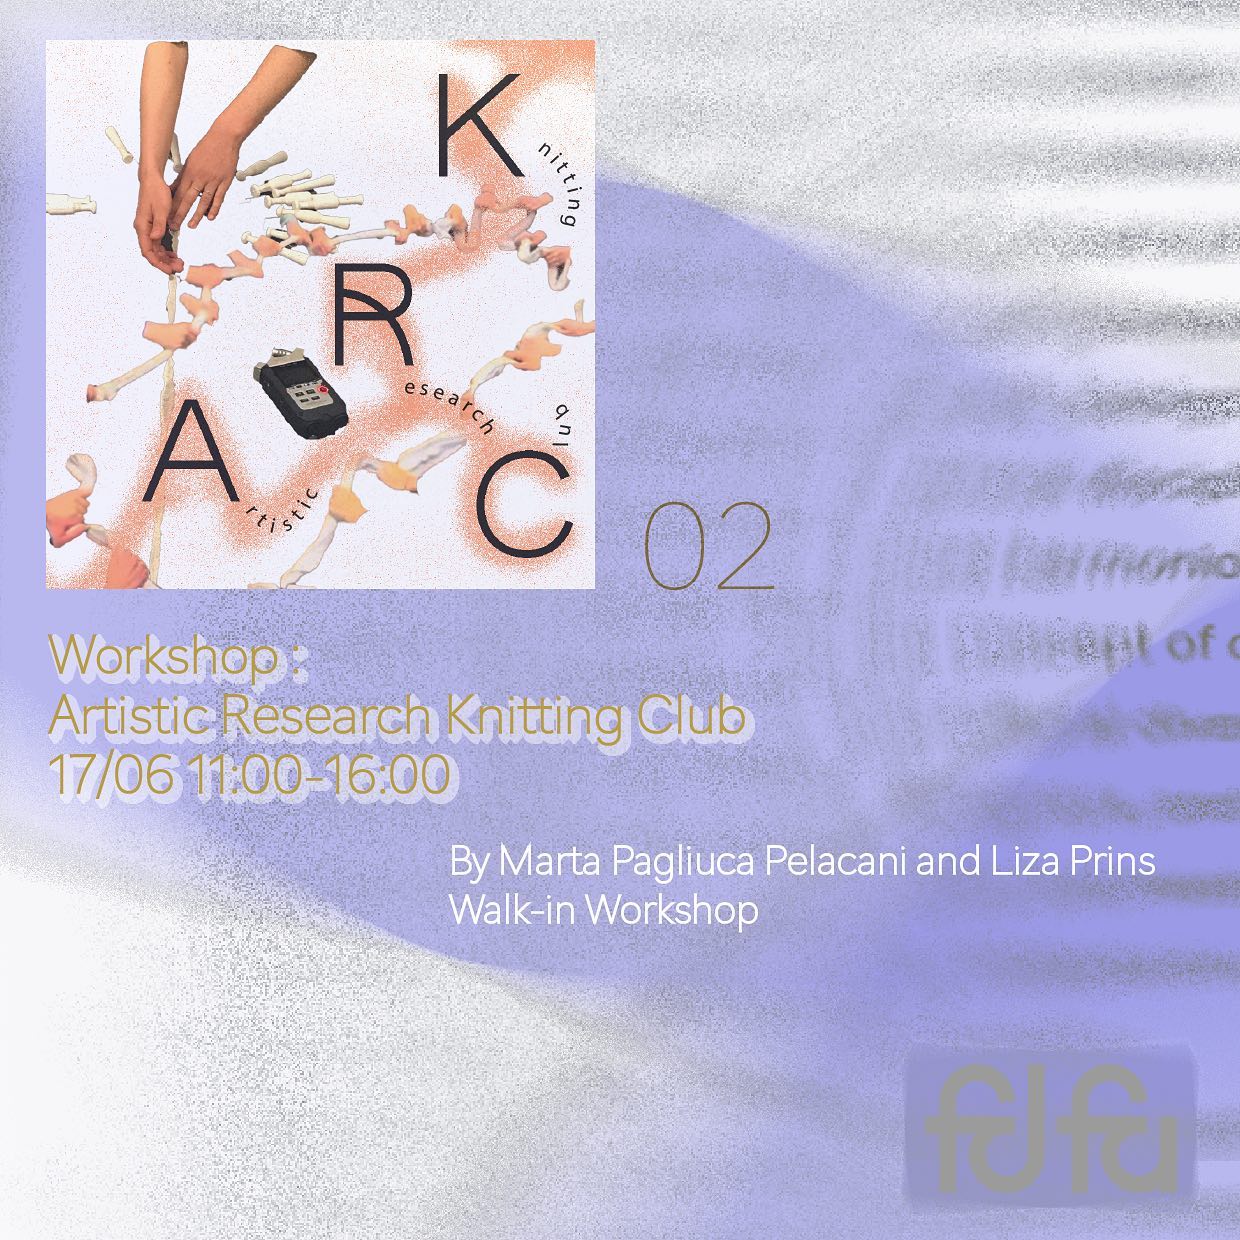 K
nitting
R
esearch
A
rtistic
C
lub
02
Workshop :
Artistic Research Knitting Club
17/06 11:00-16:00
By Marta Pagliuca Pelacani and Liza Prins
Walk-in Workshop
of
fdfa